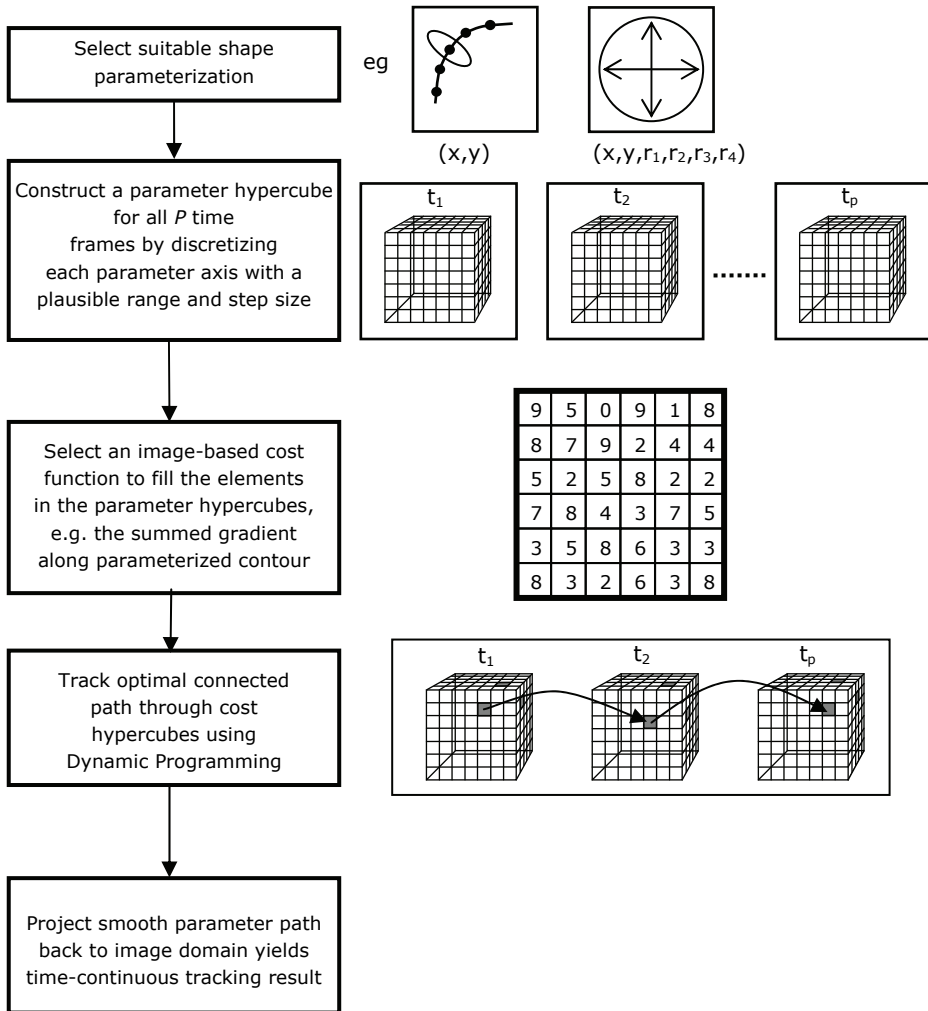 Select suitable shape
parameterization
eg
(x,y)
(x,y,r₁,r₂,r₃,r₄)
Construct a parameter hypercube
for all P time
frames by discretizing
each parameter axis with a
plausible range and step size
t₁
t₂
........
tₚ
Select an image-based cost
function to fill the elements
in the parameter hypercubes,
e.g. the summed gradient
along parameterized contour
9 5 0 9 1 8
8 7 9 2 4 4
5 2 5 8 2 2
7 8 4 3 7 5
3 5 8 6 3 3
8 3 2 6 3 8
Track optimal connected
path through cost
hypercubes using
Dynamic Programming
t₁
t₂
tₚ
Project smooth parameter path
back to image domain yields
time-continuous tracking result